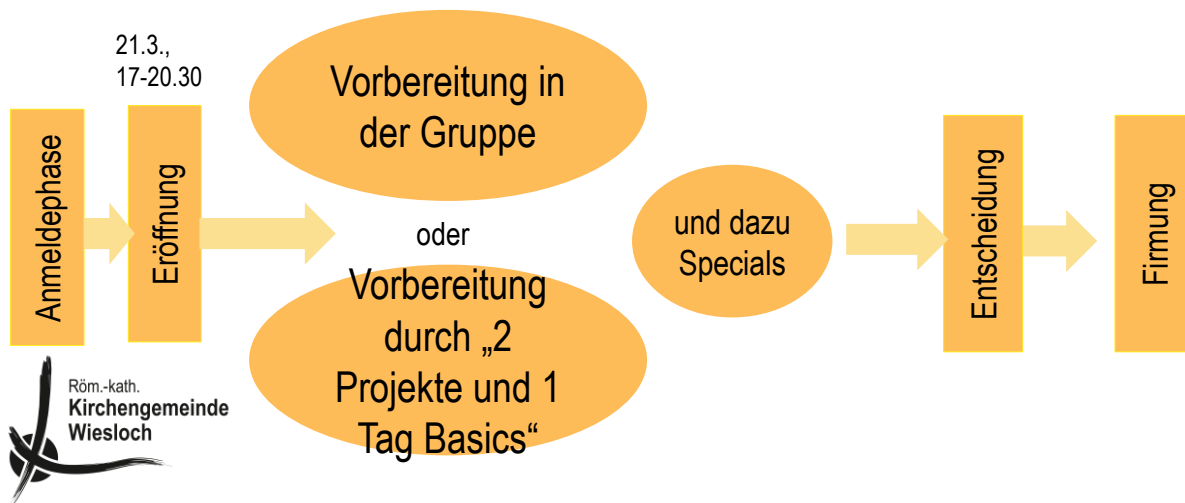 Anmeldephase
21.3.,
17-20.30
Eröffnung
Vorbereitung in
der Gruppe
oder
Vorbereitung
durch „2
Projekte und 1
Tag Basics“
und dazu
Specials
Entscheidung
Firmung
Röm.-kath.
Kirchengemeinde
Wiesloch